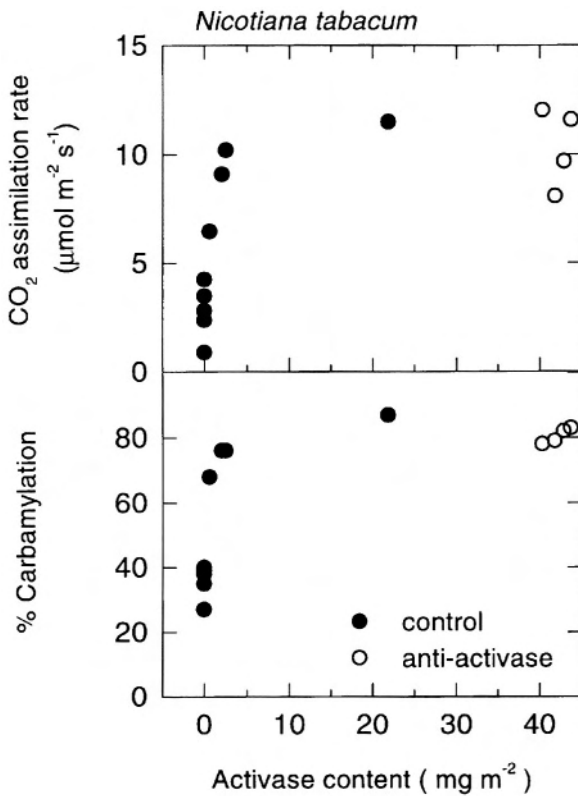 Nicotiana tabacum
15
10
5
0
CO₂ assimilation rate
(μmol m⁻² s⁻¹)
80
60
40
20
0
% Carbamylation
control
anti-activase
0 10 20 30 40
Activase content ( mg m⁻²)